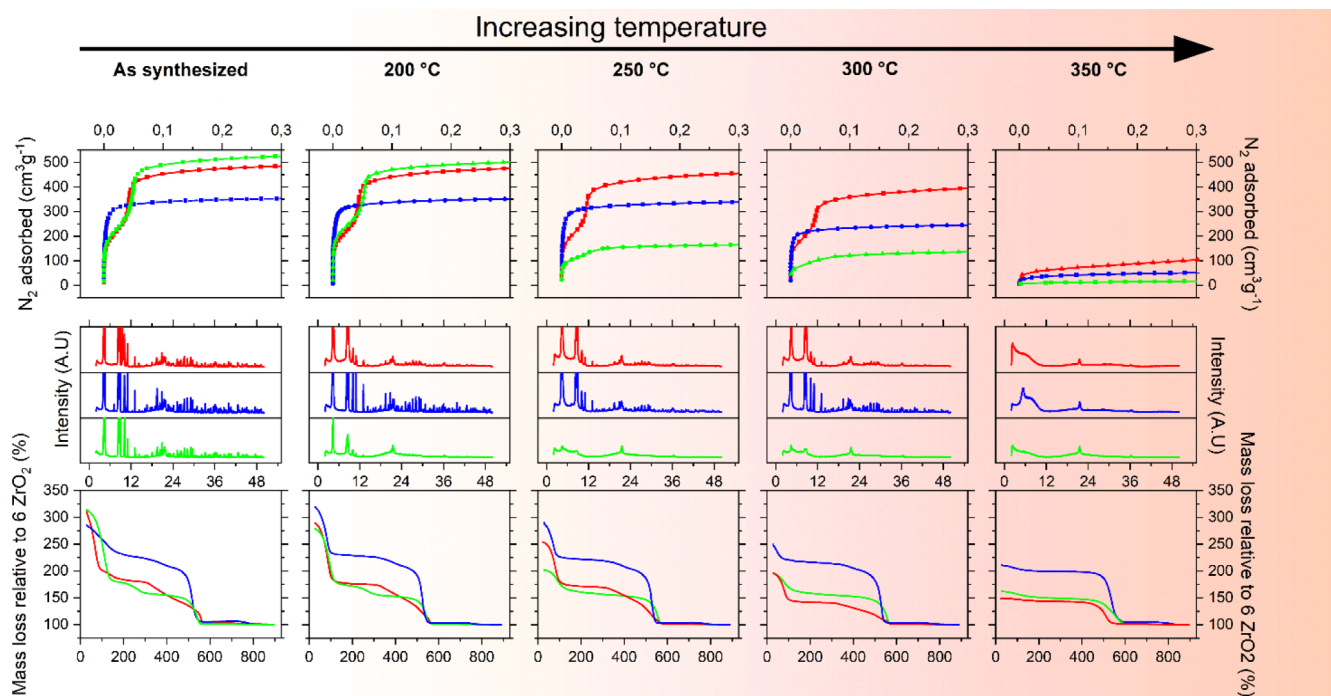 Increasing temperature
As synthesized 200 °C 250 °C 300 °C 350 °C
0,0 0,1 0,2 0,3 0,0 0,1 0,2 0,3 0,0 0,1 0,2 0,3 0,0 0,1 0,2 0,3 0,0 0,1 0,2 0,3
N₂ adsorbed (cm³g⁻¹)
500
400
300
200
100
0
500
400
300
200
100
0
N₂ adsorbed (cm³g⁻¹)
Intensity (A.U)
Intensity (A.U)
0 12 24 36 48 0 12 24 36 48 0 12 24 36 48 0 12 24 36 48 0 12 24 36 48
Mass loss relative to 6 ZrO₂ (%)
350
300
250
200
150
100
350
300
250
200
150
100
Mass loss relative to 6 ZrO2 (%)
0 200 400 600 800 0 200 400 600 800 0 200 400 600 800 0 200 400 600 800 0 200 400 600 800